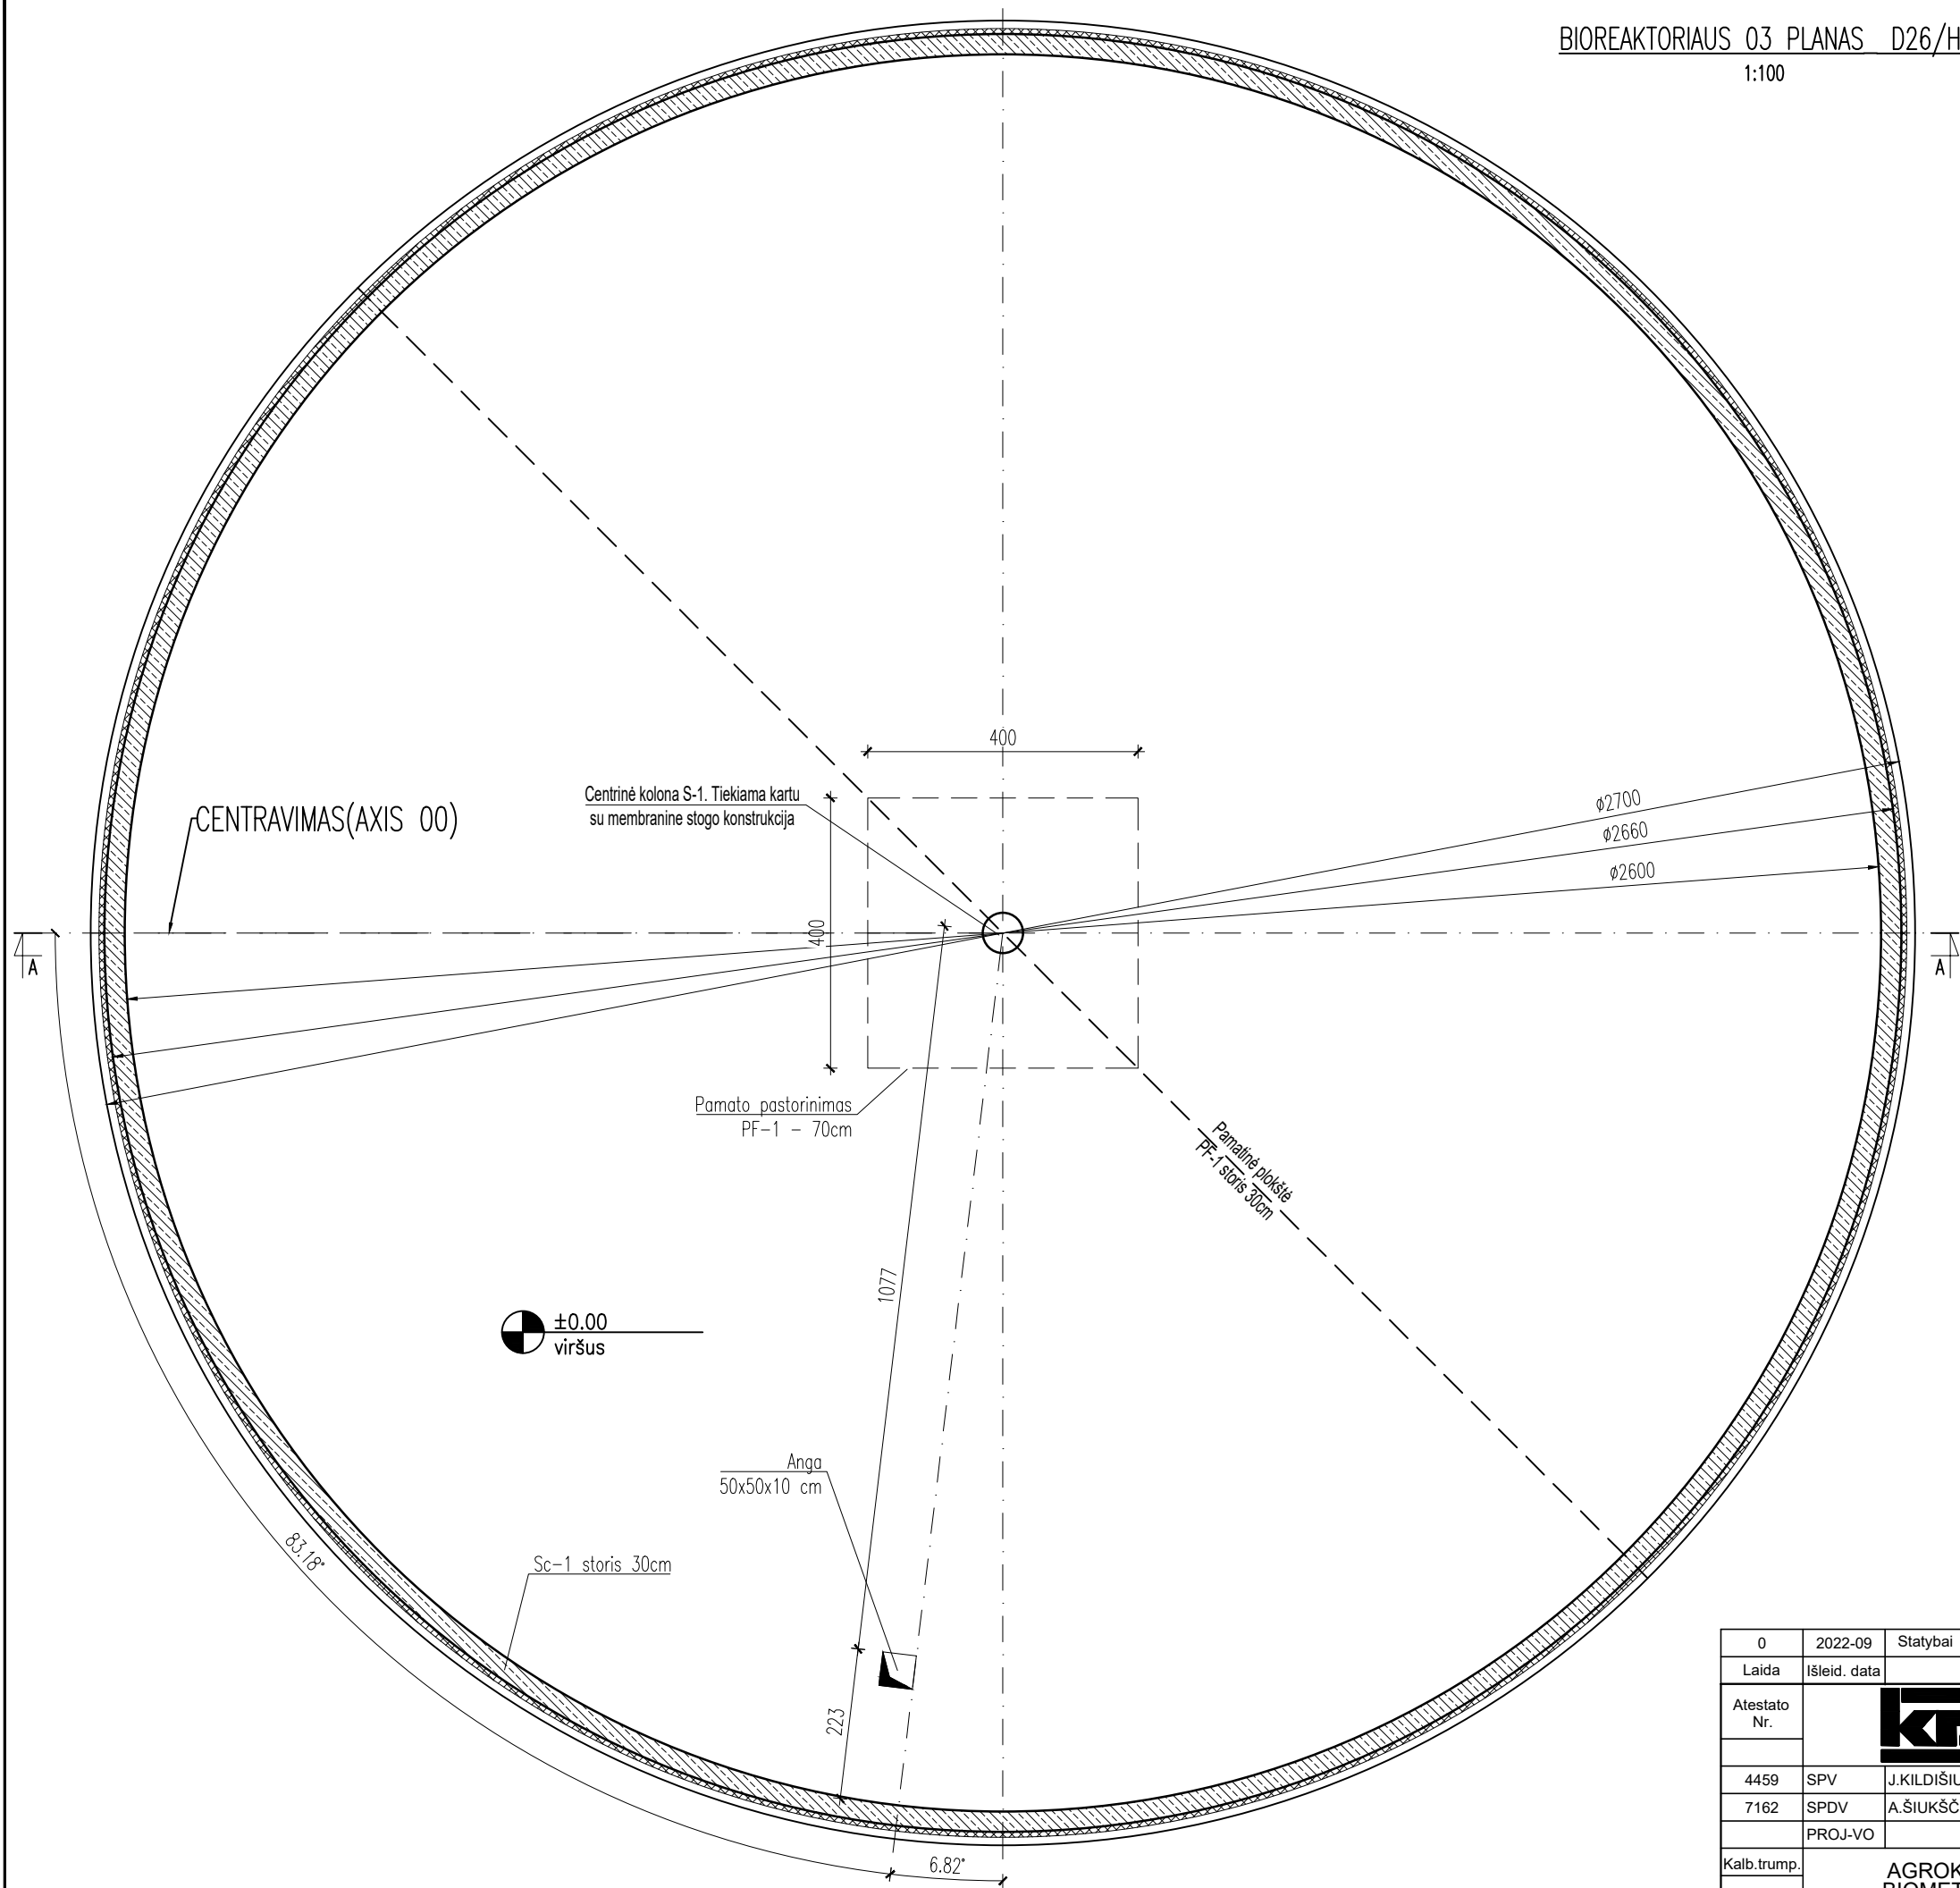 BIOREAKTORIAUS 03 PLANAS D26/H
1:100
400
Centrinė kolona S-1. Tiekiama kartu
su membranine stogo konstrukcija
CENTRAVIMAS(AXIS 00)
ø2700
ø2660
ø2600
400
A
A
Pamato pastorinimas
PF-1 - 70cm
Pamatinė plokštė
PF-1 storis 30cm
1077
±0.00
viršus
Anga
50x50x10 cm
83.18°
Sc-1 storis 30cm
223
6.82°
0 2022-09 Statybai
Laida Išleid. data
Atestato
Nr.
4459 SPV J.KILDIŠIU
7162 SPDV A.ŠIUKŠČ
PROJ-VO
Kalb.trump.
AGROK